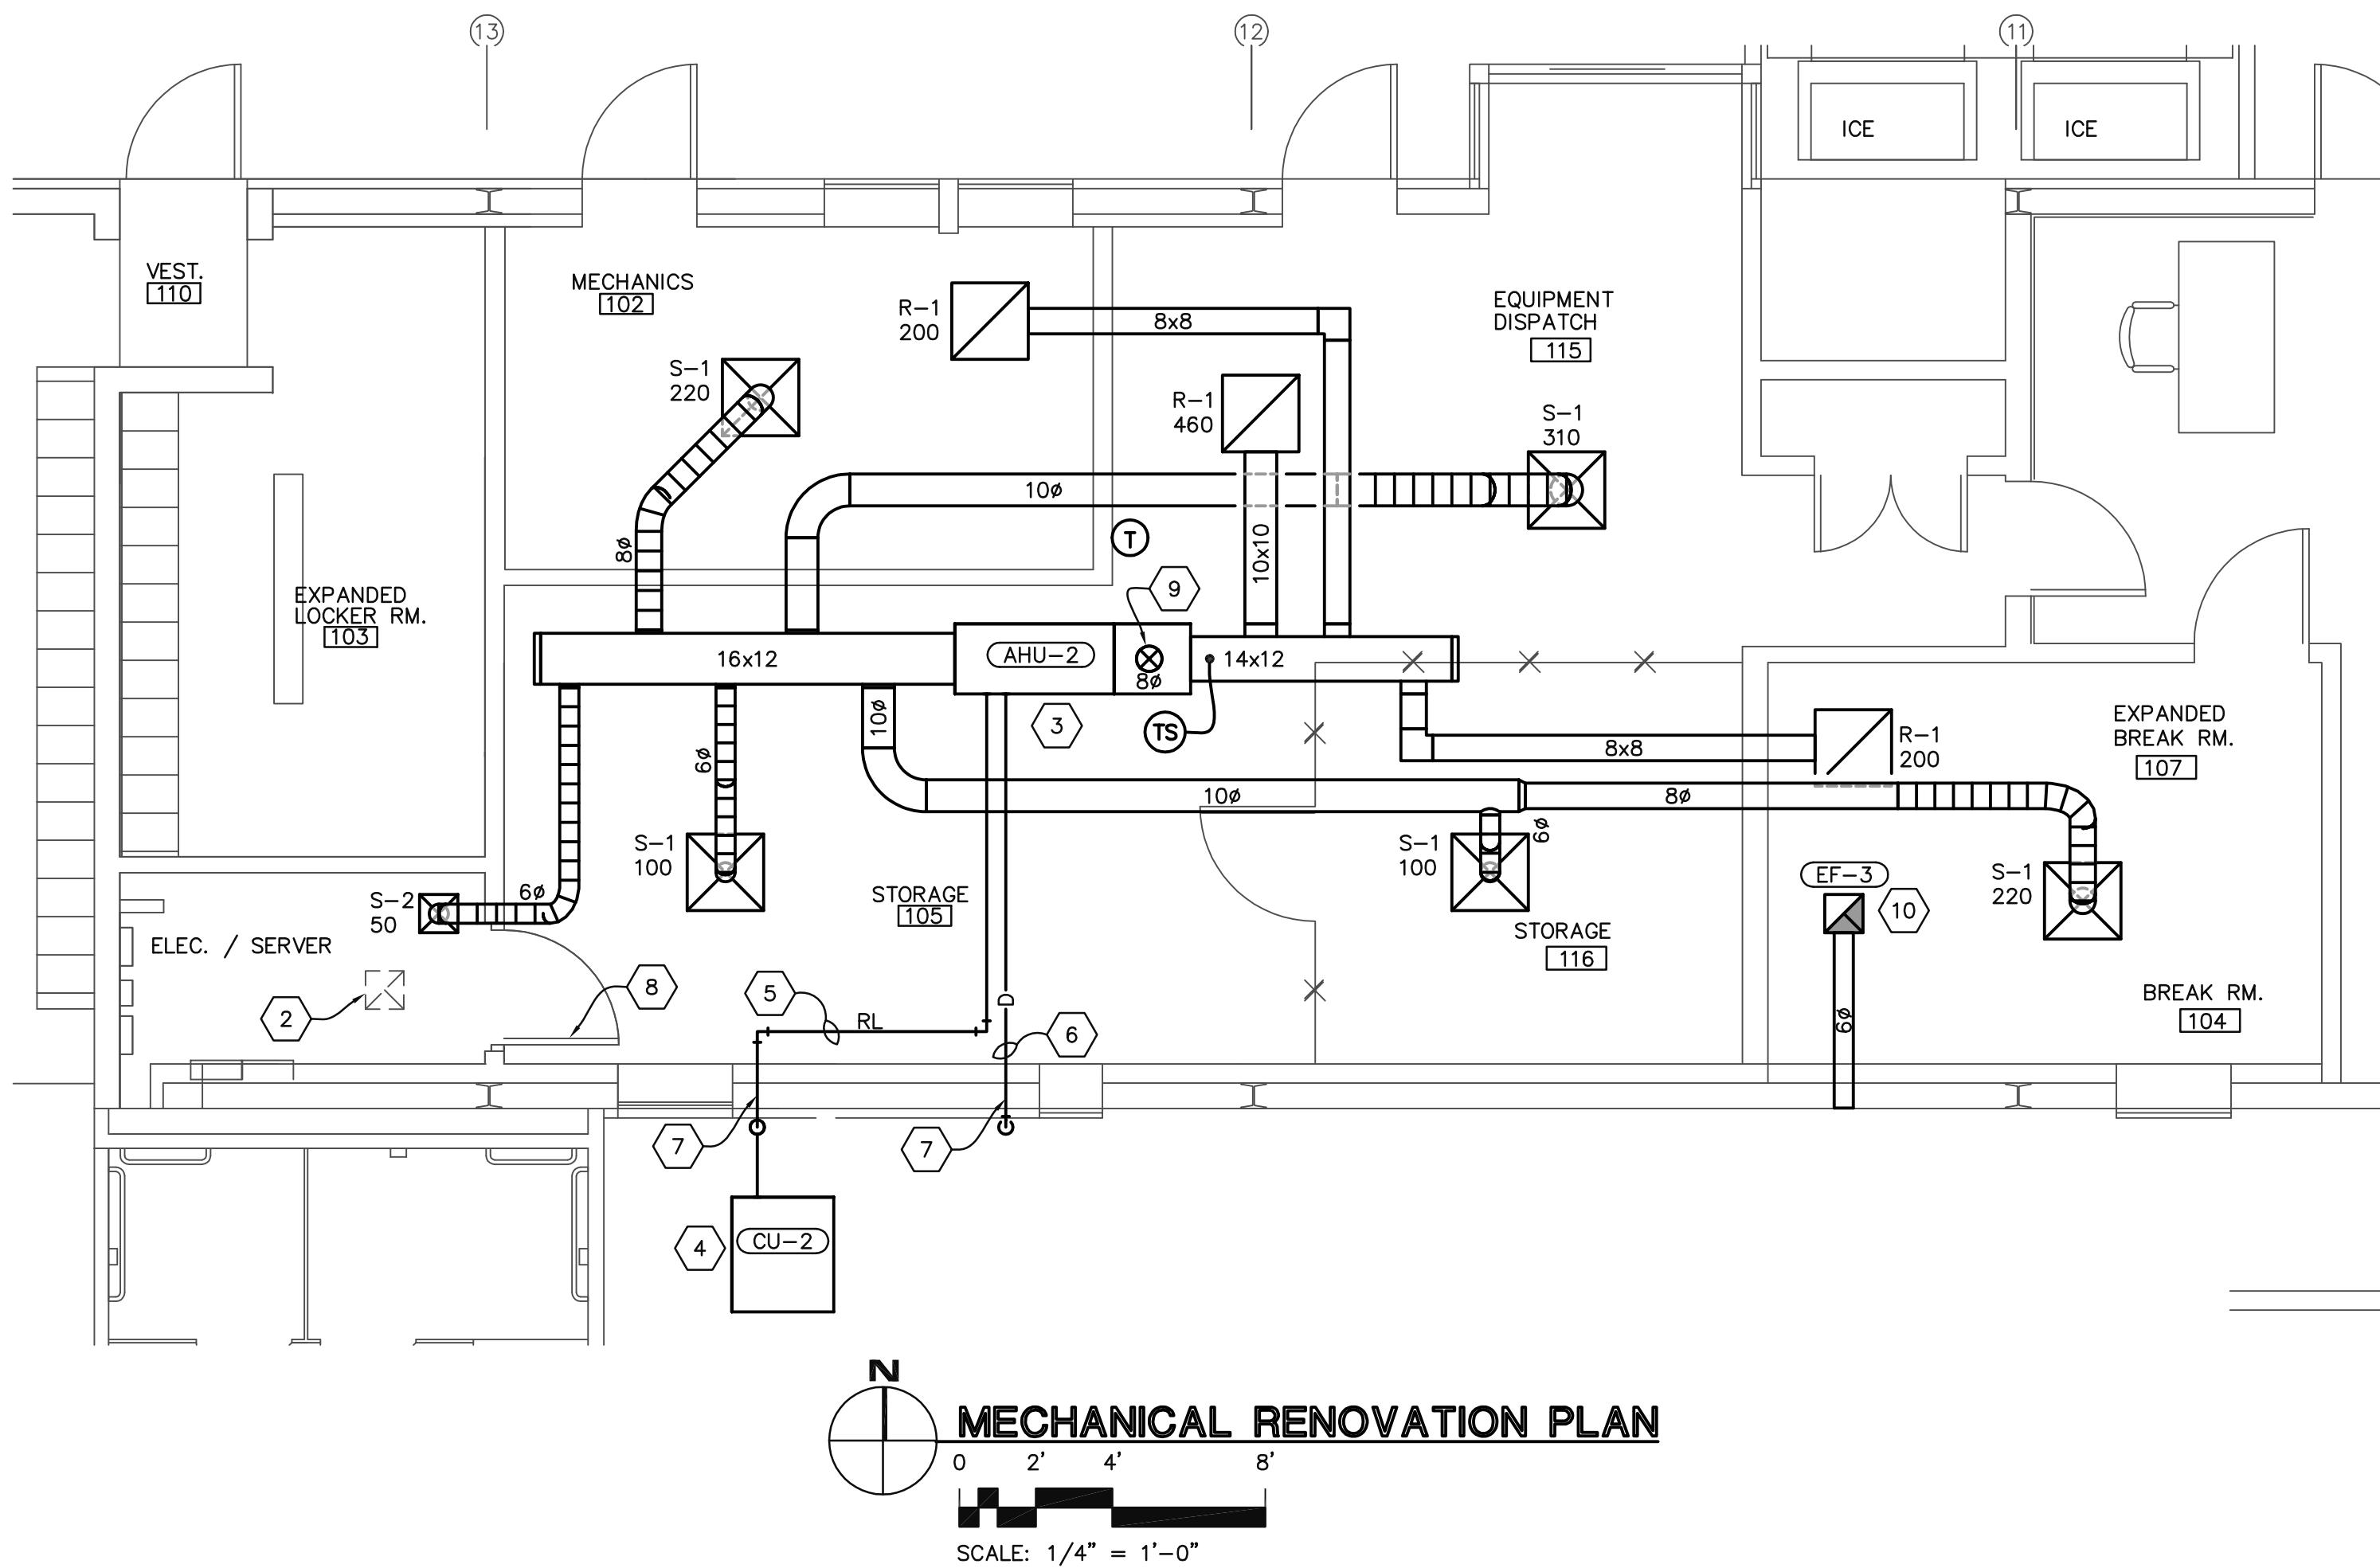 13
12
11
ICE
ICE
VEST.
110
MECHANICS
102
R-1
200
8x8
EQUIPMENT
DISPATCH
115
S-1
220
R-1
460
S-1
310
10ø
T
8ø
10x10
9
EXPANDED
LOCKER RM.
103
16x12
AHU-2
8ø
14x12
3
TS
10ø
6ø
8x8
R-1
200
EXPANDED
BREAK RM.
107
10ø
8ø
S-1
100
S-1
100
6ø
EF-3
10
S-1
220
S-2
50
6ø
STORAGE
105
ELEC. / SERVER
STORAGE
116
2
8
5
RL
D
6
6ø
BREAK RM.
104
7
7
4
CU-2
N
MECHANICAL RENOVATION PLAN
0 2' 4' 8'
SCALE: 1/4" = 1'-0"